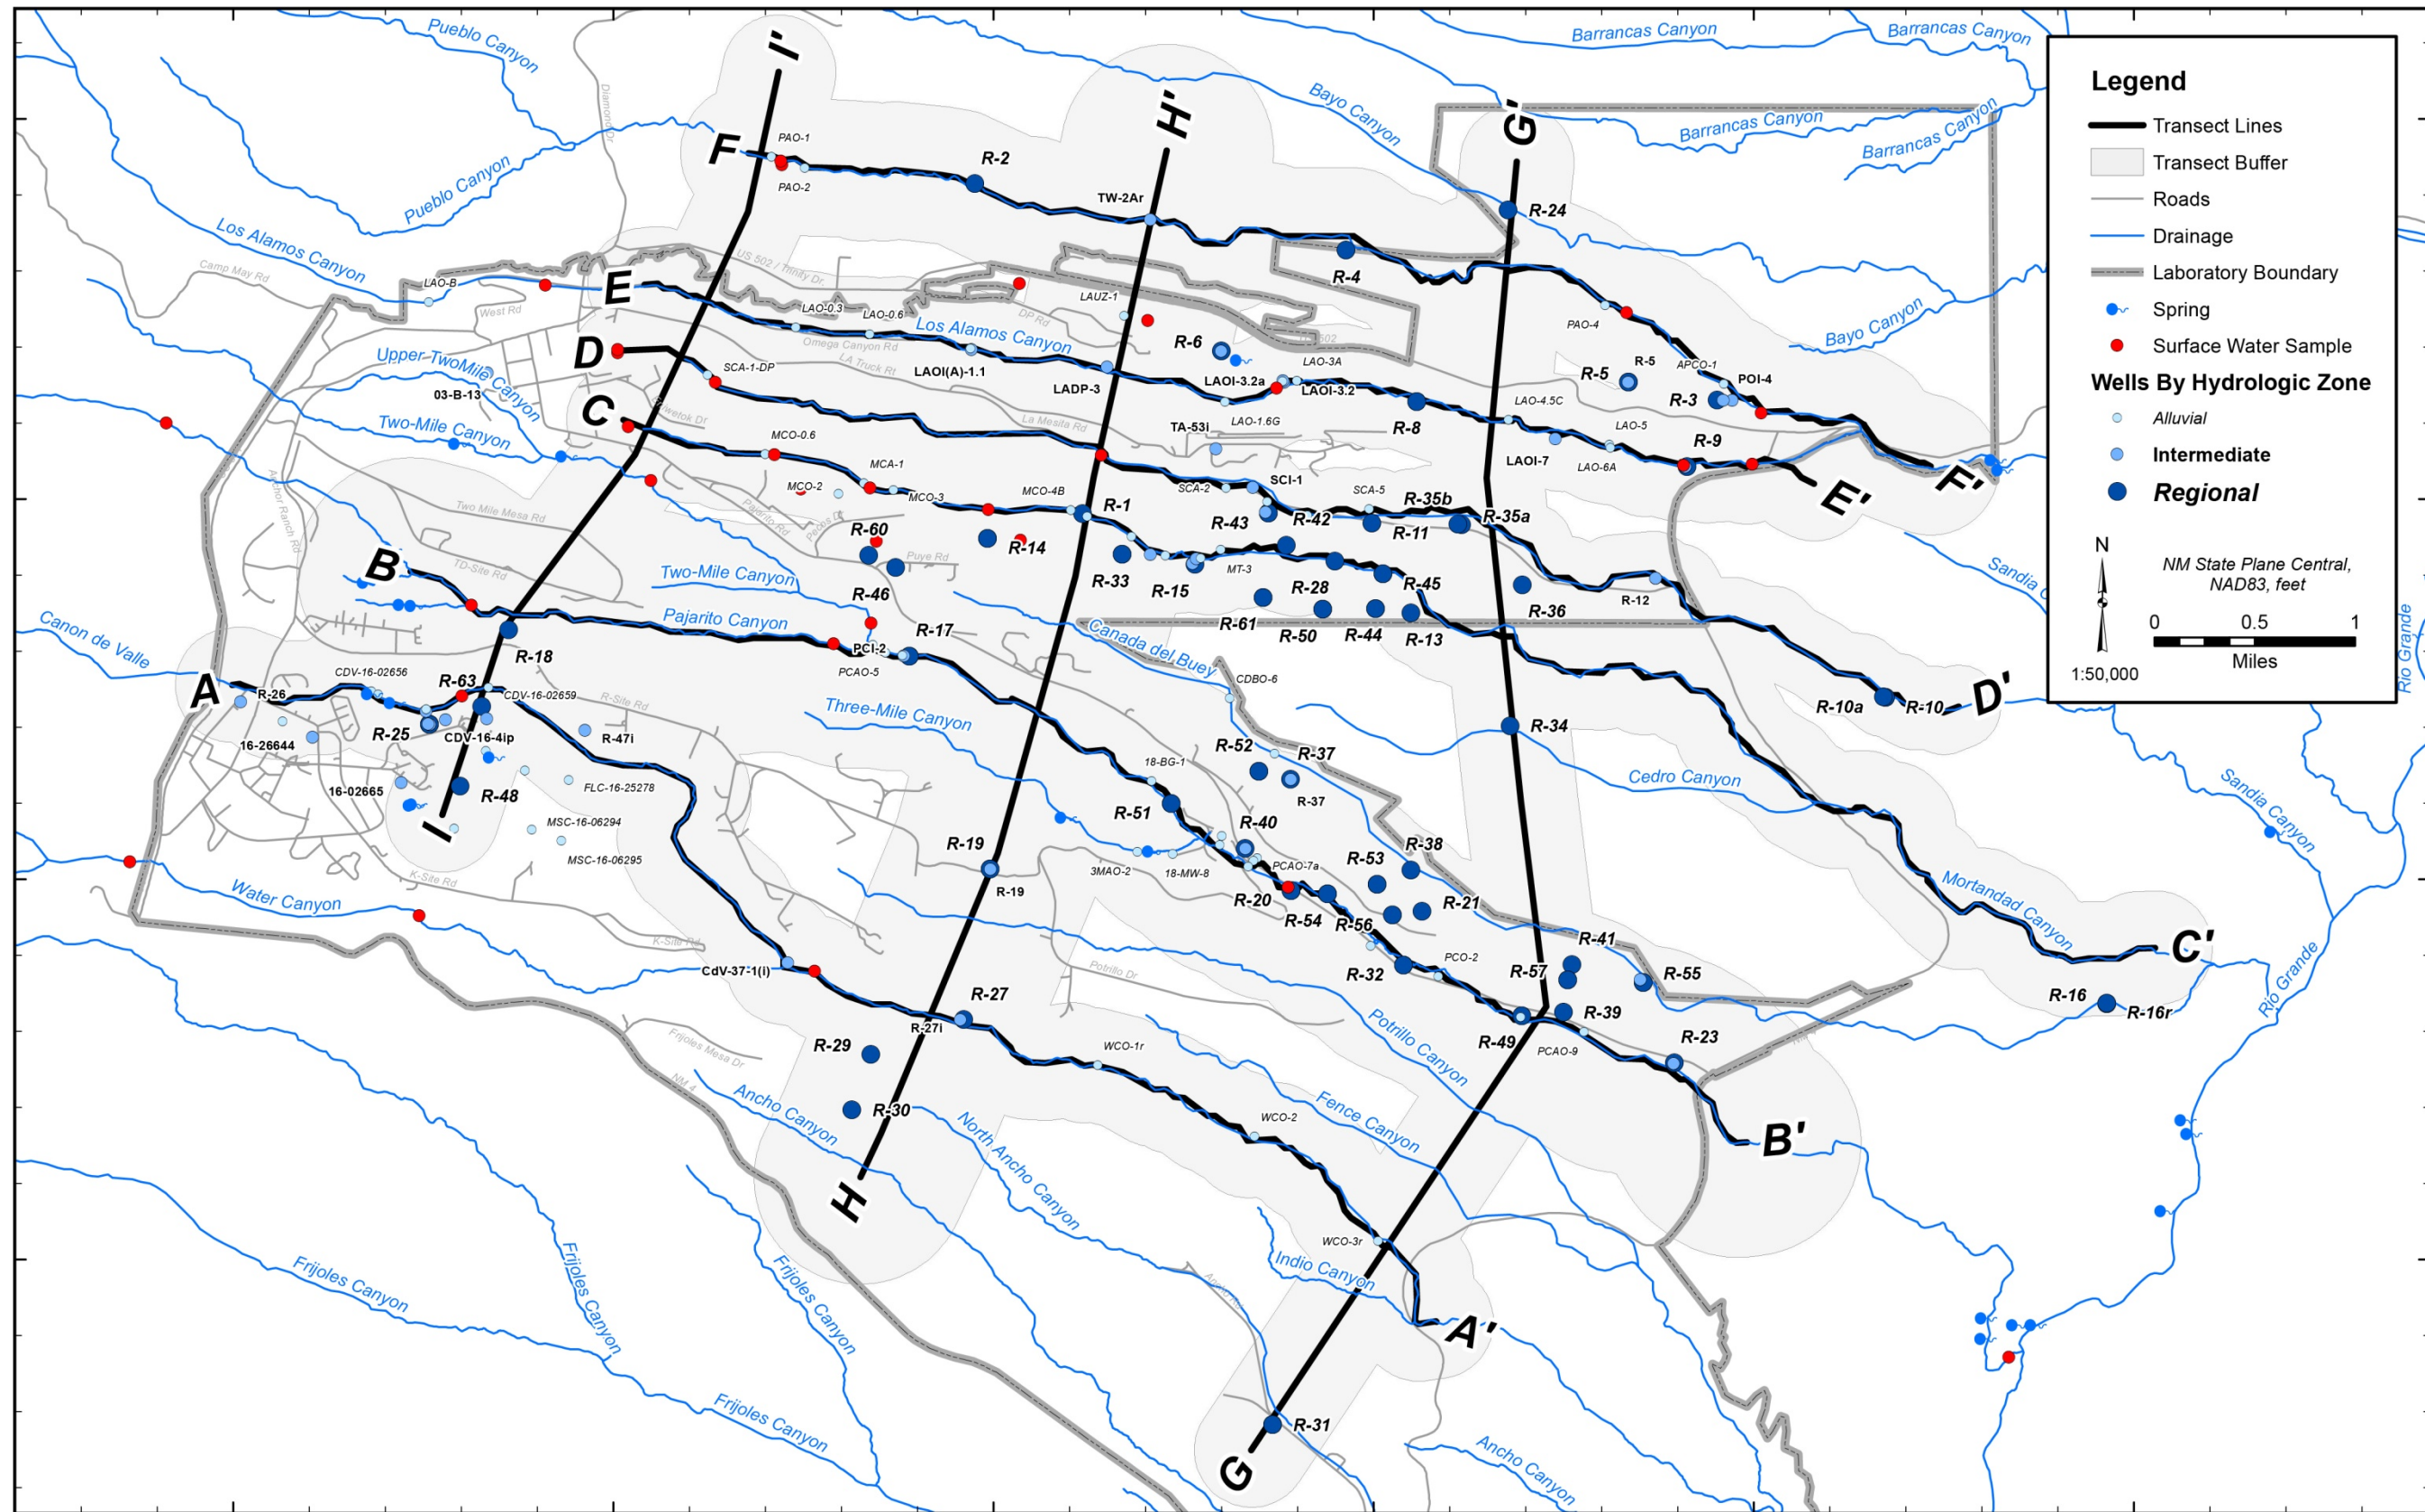 Pueblo Canyon
Barrancas Canyon
Barrancas Canyon
I'
H'
G'
Bayo Canyon
Barrancas Canyon
Barrancas Canyon
Diamond Dr
F
PAO-1
PAO-2
R-2
Pueblo Canyon
TW-2Ar
R-24
R-4
Los Alamos Canyon
Camp May Rd
LAO-B
E
US 502 / Trinity Dr
West Rd
LAO-0.3
LAO-0.6
LAUZ-1
DP Rd
Los Alamos Canyon
Omega Canyon Rd
LA Truck Rt
PAO-4
Bayo Canyon
R-6
D
Upper TwoMile Canyon
SCA-1-DP
LAOI(A)-1.1
LADP-3
LAOI-3.2a
LAO-3A
LAOI-3.2
R-5
R-5
APCO-1
POI-4
R-3
03-B-13
C
Two-Mile Canyon
La Mesita Rd
TA-53i
LAO-1.6G
R-8
LAO-4.5C
LAO-5
R-9
LAOI-7
LAO-6A
MCO-0.6
MCA-1
MCO-2
MCO-3
MCO-4B
R-1
SCA-2
SCI-1
SCA-5
R-35b
R-35a
E'
F'
Anchor Ranch Rd
Two Mile Mesa Rd
Pajarito Rd
R-60
Puye Rd
R-14
R-43
R-42
R-11
B
TD-Site Rd
Two-Mile Canyon
R-46
R-33
R-15
MT-3
R-28
R-45
R-36
R-12
Canon de Valle
Pajarito Canyon
R-17
R-61
R-50
R-44
R-13
Canada del Buey
R-18
PCI-2
PCAO-5
A
R-26
CDV-16-02656
R-63
CDV-16-02659
R-Site Rd
CDBO-6
R-10a
R-10
D'
R-25
CDV-16-4ip
R-47i
Three-Mile Canyon
R-34
16-26644
R-52
R-37
R-37
Cedro Canyon
Sandia Canyon
16-02665
R-48
FLC-16-25278
18-BG-1
R-51
I
MSC-16-06294
MSC-16-06295
R-40
R-19
R-19
R-53
R-38
K-Site Rd
3MAO-2
18-MW-8
PCAO-7a
Water Canyon
R-20
R-54
R-56
R-21
Mortandad Canyon
K-Site Rd
R-41
C'
CdV-37-1(i)
Potrillo Dr
R-32
PCO-2
R-57
R-55
Rio Grande
R-27
R-16
R-16r
R-27i
R-39
R-49
PCAO-9
R-23
Potrillo Canyon
Frijoles Mesa Dr
R-29
WCO-1r
NM 4
Ancho Canyon
R-30
North Ancho Canyon
WCO-2
Fence Canyon
B'
H
WCO-3r
Indio Canyon
Frijoles Canyon
Frijoles Canyon
Frijoles Canyon
A'
Frijoles Canyon
R-31
G
Ancho Canyon
Rio Grande
Legend
Transect Lines
Transect Buffer
Roads
Drainage
Laboratory Boundary
Spring
Surface Water Sample
Wells By Hydrologic Zone
Alluvial
Intermediate
Regional
N
NM State Plane Central,
NAD83, feet
0 0.5 1
Miles
1:50,000